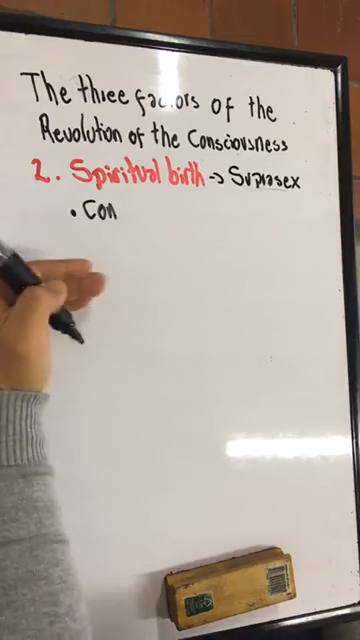 The three factors of the
Revolution of the Consciousness
2. Spiritual birth → Suprasex
• Con